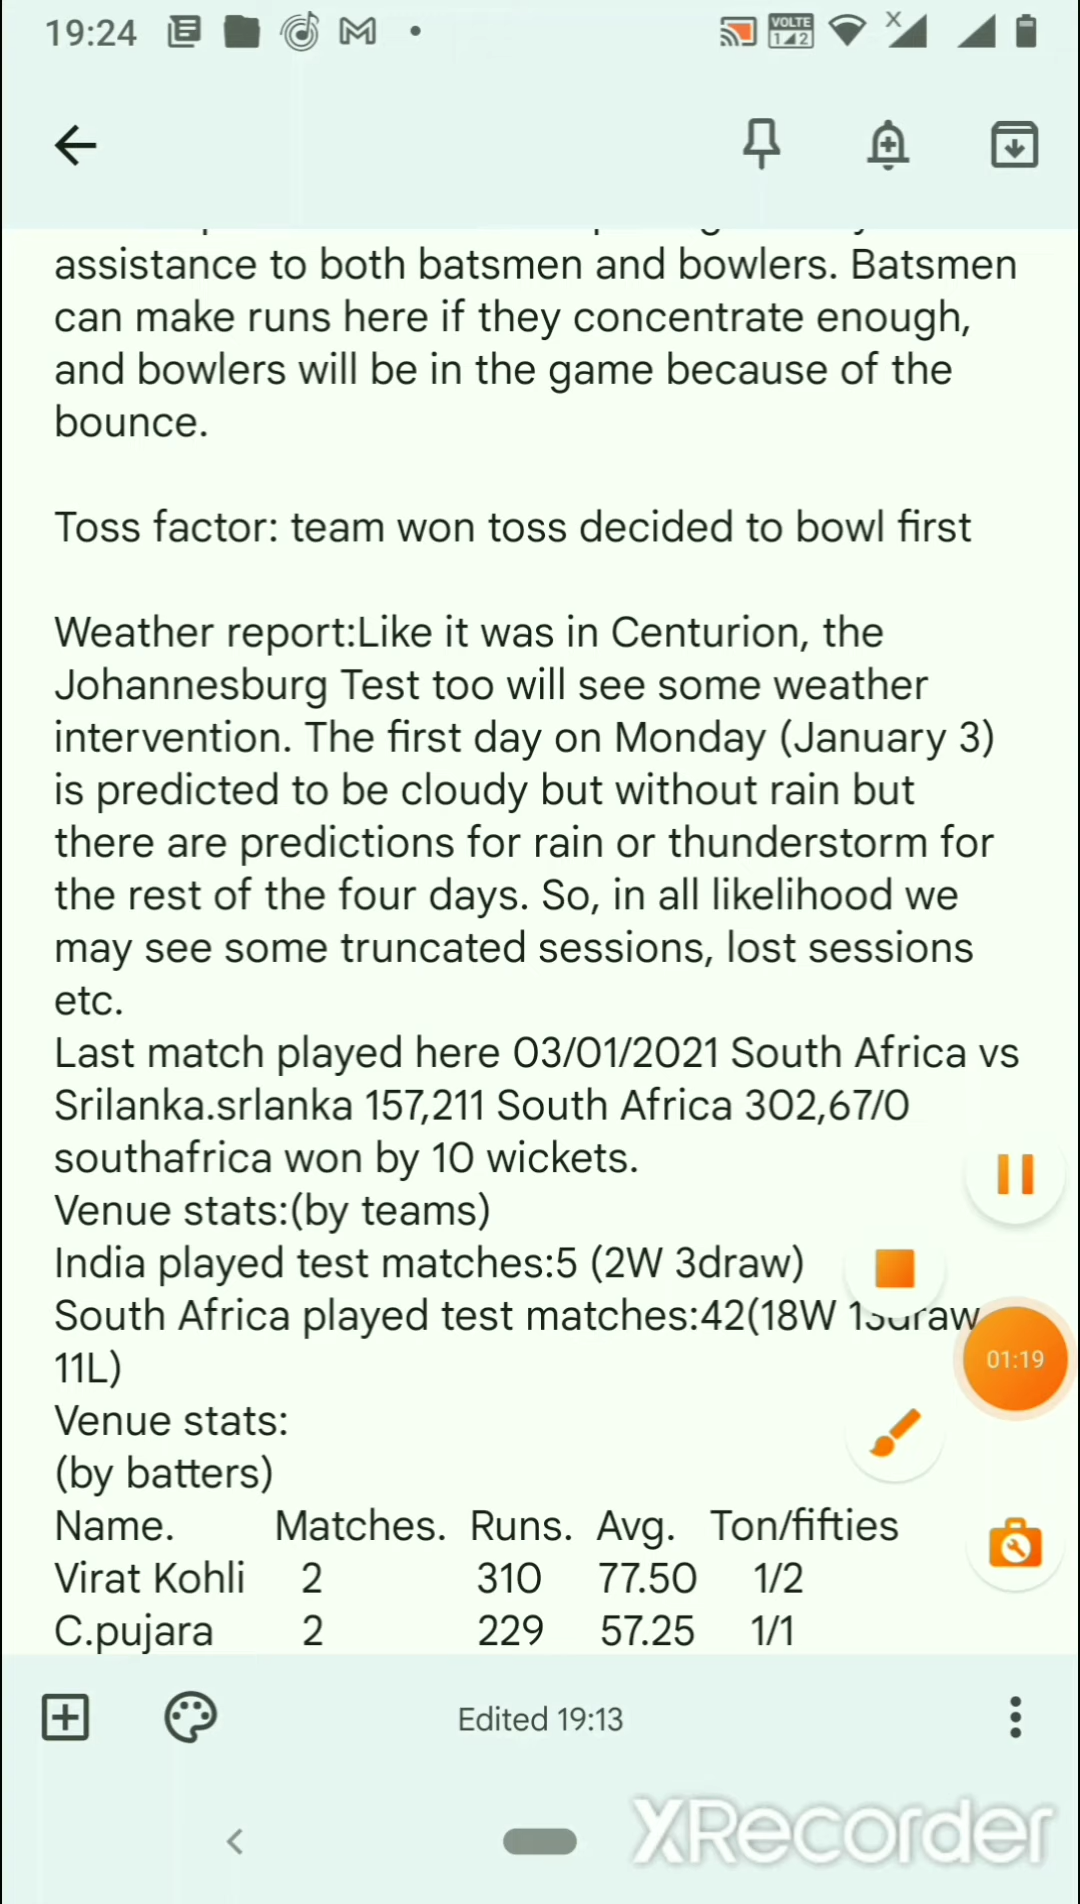 19:24
VOLTE
1 2
X
assistance to both batsmen and bowlers. Batsmen
can make runs here if they concentrate enough,
and bowlers will be in the game because of the
bounce.
Toss factor: team won toss decided to bowl first
Weather report:Like it was in Centurion, the
Johannesburg Test too will see some weather
intervention. The first day on Monday (January 3)
is predicted to be cloudy but without rain but
there are predictions for rain or thunderstorm for
the rest of the four days. So, in all likelihood we
may see some truncated sessions, lost sessions
etc.
Last match played here 03/01/2021 South Africa vs
Srilanka.srlanka 157,211 South Africa 302,67/0
southafrica won by 10 wickets.
Venue stats:(by teams)
India played test matches:5 (2W 3draw)
South Africa played test matches:42(18W 13draw
11L)
01:19
Venue stats:
(by batters)
Name. Matches. Runs. Avg. Ton/fifties
Virat Kohli 2 310 77.50 1/2
C.pujara 2 229 57.25 1/1
Edited 19:13
XRecorder